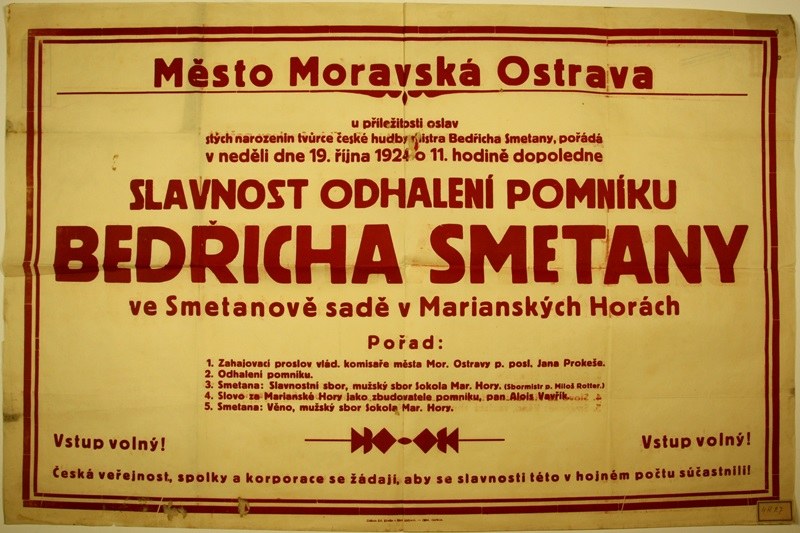 Město Moravská Ostrava
u příležitosti oslav
stých narozenin tvůrce české hudby mistra Bedřicha Smetany, pořádá
v neděli dne 19. října 1924 o 11. hodině dopoledne
SLAVNOST ODHALENÍ POMNÍKU
BEDŘICHA SMETANY
ve Smetanově sadě v Marianských Horách
Pořad:
1. Zahajovací proslov vlád. komisaře města Mor. Ostravy p. posl. Jana Prokeše.
2. Odhalení pomníku.
3. Smetana: Slavnostní sbor, mužský sbor Sokola Mar. Hory. (Sbormistr p. Miloš Rotter.)
4. Slovo za Marianské Hory jako zbudovatele pomníku, pan Alois Vavřík.
5. Smetana: Věno, mužský sbor Sokola Mar. Hory.
Vstup volný!
Vstup volný!
Česká veřejnost, spolky a korporace se žádají, aby se slavnosti této v hojném počtu súčastnili!